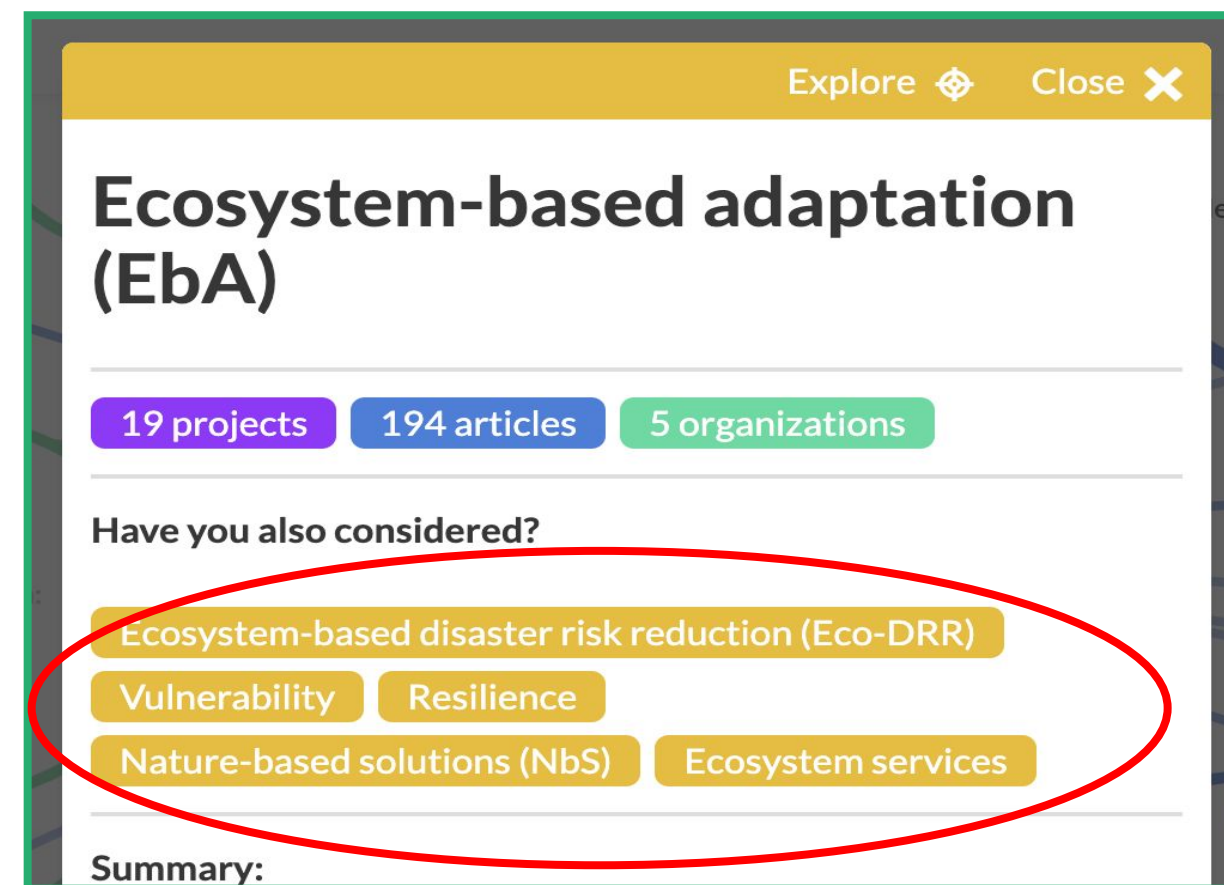 Explore Close
Ecosystem-based adaptation
(EbA)
19 projects 194 articles 5 organizations
Have you also considered?
Ecosystem-based disaster risk reduction (Eco-DRR)
Vulnerability Resilience
Nature-based solutions (NbS) Ecosystem services
Summary: